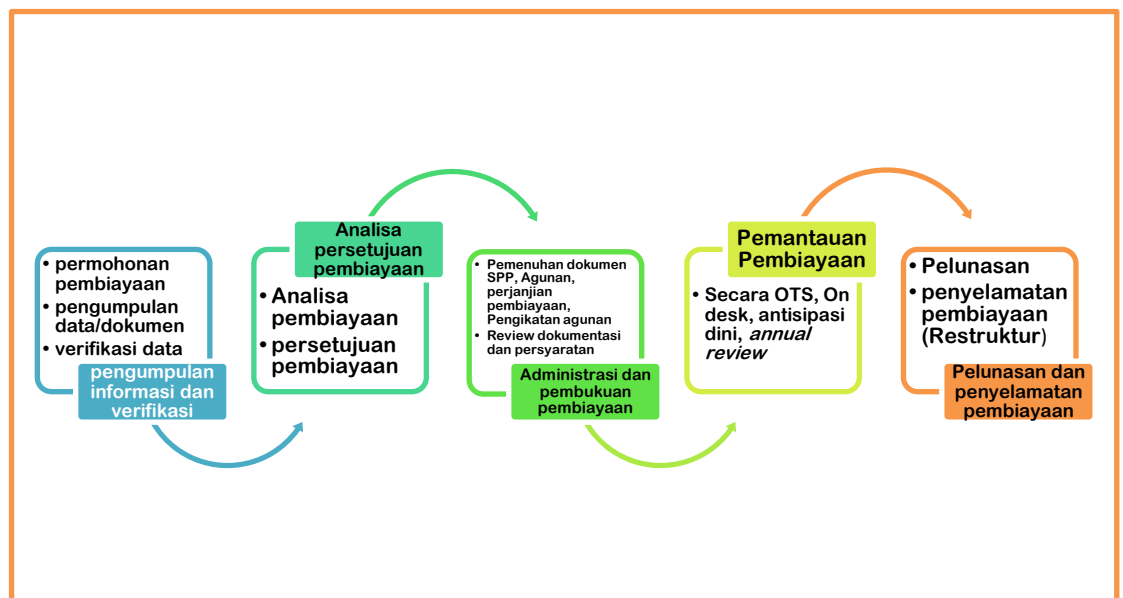 • permohonan
pembiayaan
• pengumpulan
data/dokumen
• verifikasi data
pengumpulan
informasi dan
verifikasi
Analisa
persetujuan
pembiayaan
• Analisa
pembiayaan
• persetujuan
pembiayaan
• Pemenuhan dokumen
SPP, Agunan,
perjanjian
pembiayaan,
Pengikatan agunan
• Review dokumentasi
dan persyaratan
Administrasi dan
pembukuan
pembiayaan
Pemantauan
Pembiayaan
• Secara OTS, On
desk, antisipasi
dini, annual
review
• Pelunasan
• penyelamatan
pembiayaan
(Restruktur)
Pelunasan dan
penyelamatan
pembiayaan